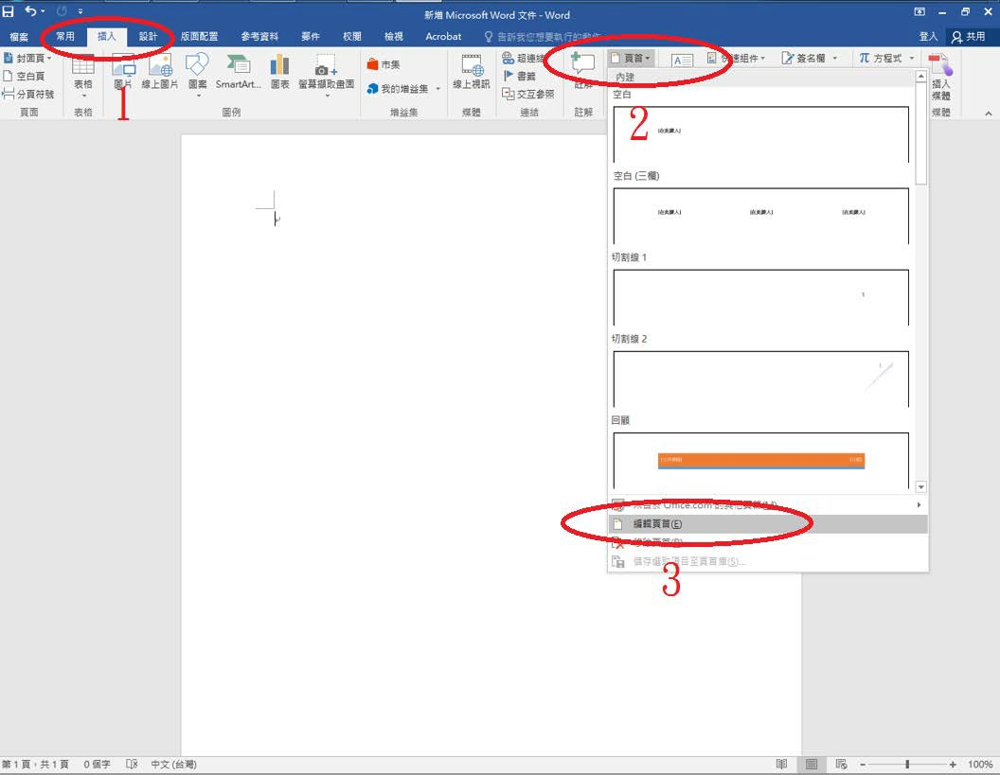 新增 Microsoft Word 文件 - Word
檔案 常用 插入 設計 版面配置 參考資料 郵件 校閱 檢視 Acrobat 告訴我您想要執行的動作 登入 共用
封面頁
空白頁
分頁符號
頁面
表格
表格
圖片 線上圖片 圖案 SmartArt... 圖表 螢幕擷取畫面
圖例
市集
我的增益集
增益集
線上視訊
媒體
超連結
書籤
交互參照
連結
註解
註解
頁首
快速組件 簽名欄 π 方程式
插入
媒體
媒體
1
2
內建
空白
[在此鍵入]
空白 (三欄)
[在此鍵入] [在此鍵入] [在此鍵入]
切割線 1
1
切割線 2
1
回顧
來自於 Office.com 的其他頁首(M)
編輯頁首(E)
移除頁首(R)
儲存選取項目至頁首庫(S)...
3
第 1 頁，共 1 頁 0 個字 中文 (台灣) 100%